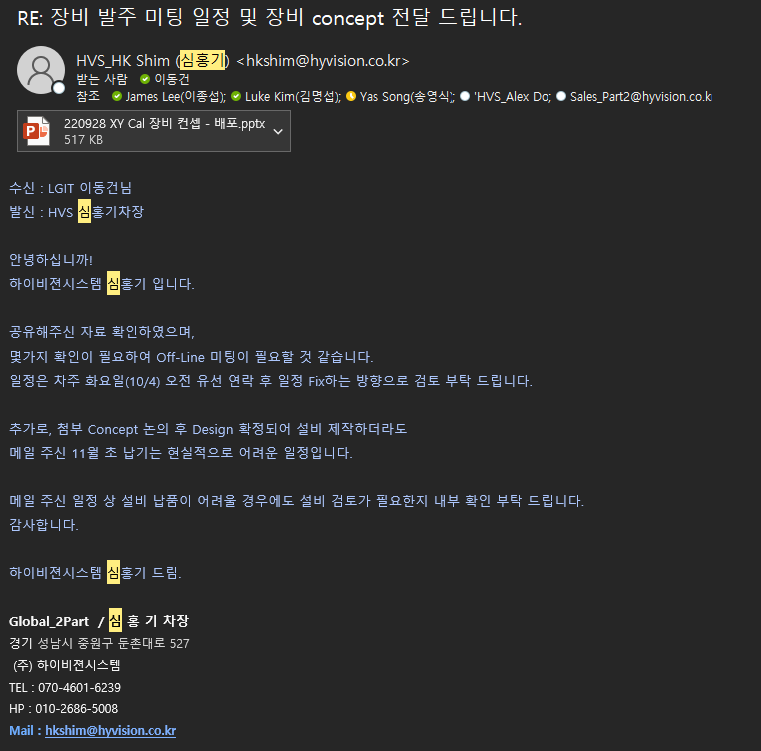 RE: 장비 발주 미팅 일정 및 장비 concept 전달 드립니다.
HVS_HK Shim (심홍기) <hkshim@hyvision.co.kr>
받는 사람 이동건
참조 James Lee(이종섭); Luke Kim(김명섭); Yas Song(송영식); 'HVS_Alex Do; Sales_Part2@hyvision.co.k
220928 XY Cal 장비 컨셉 - 배포.pptx
517 KB
수신 : LGIT 이동건님
발신 : HVS 심홍기차장
안녕하십니까!
하이비젼시스템 심홍기 입니다.
공유해주신 자료 확인하였으며,
몇가지 확인이 필요하여 Off-Line 미팅이 필요할 것 같습니다.
일정은 차주 화요일(10/4) 오전 유선 연락 후 일정 Fix하는 방향으로 검토 부탁 드립니다.
추가로, 첨부 Concept 논의 후 Design 확정되어 설비 제작하더라도
메일 주신 11월 초 납기는 현실적으로 어려운 일정입니다.
메일 주신 일정 상 설비 납품이 어려울 경우에도 설비 검토가 필요한지 내부 확인 부탁 드립니다.
감사합니다.
하이비젼시스템 심홍기 드림.
Global_2Part / 심 홍 기 차장
경기 성남시 중원구 둔촌대로 527
(주) 하이비젼시스템
TEL : 070-4601-6239
HP : 010-2686-5008
Mail : hkshim@hyvision.co.kr